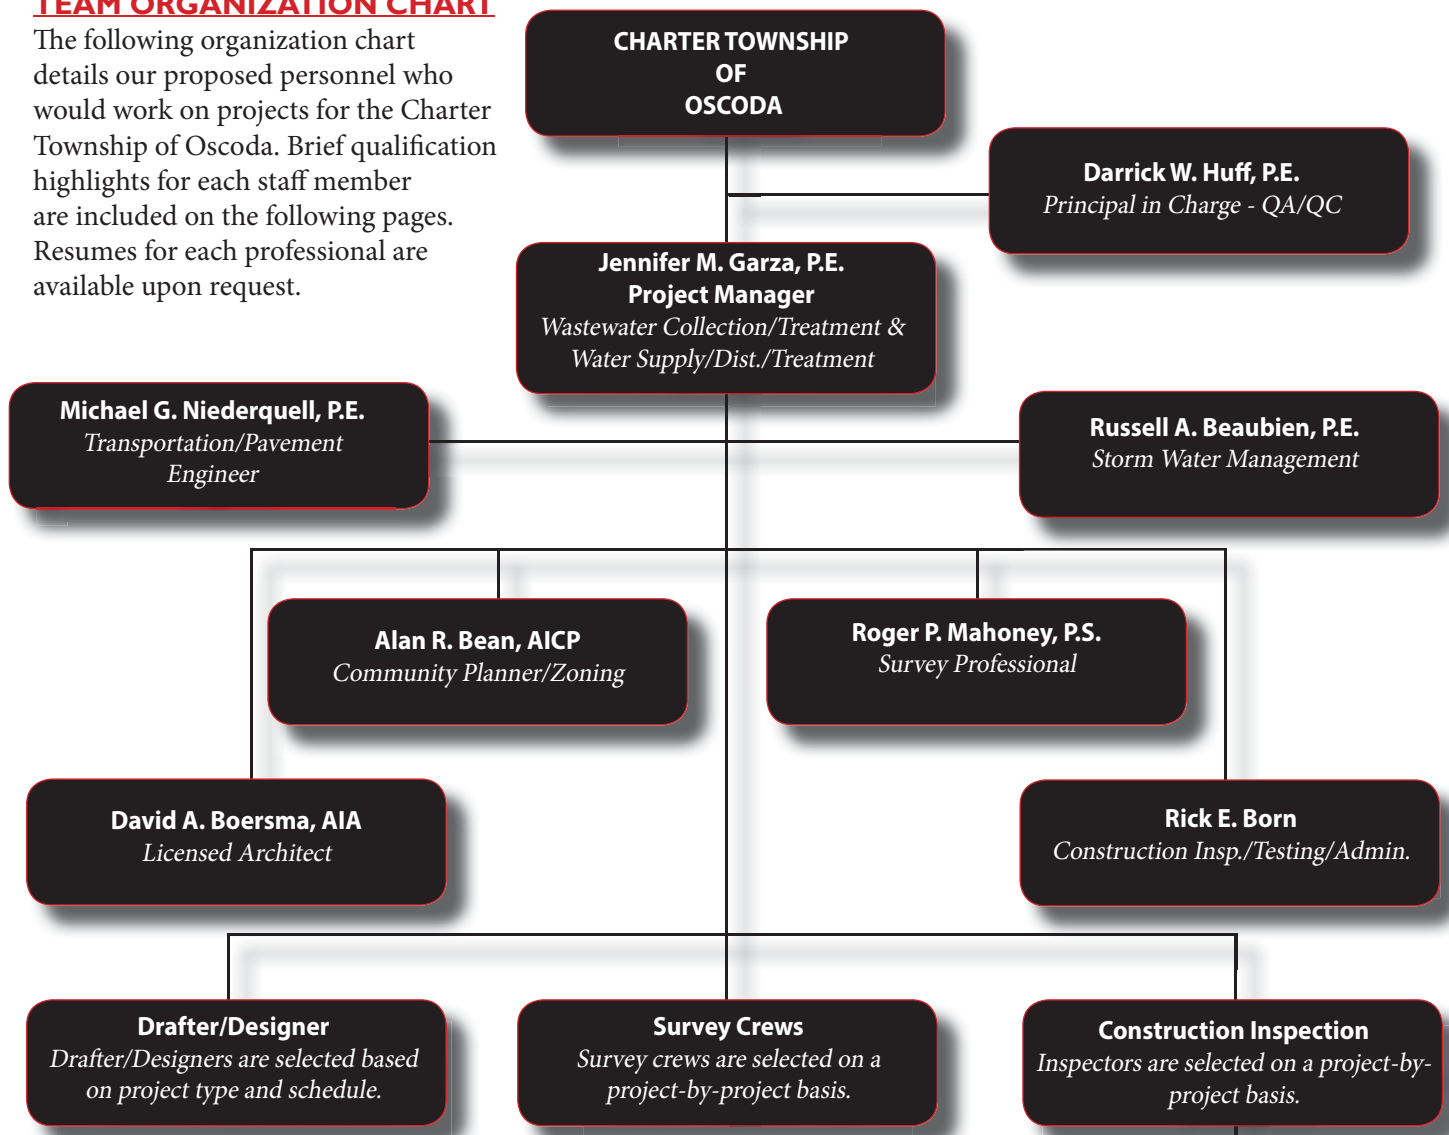 TEAM ORGANIZATION CHART
The following organization chart
details our proposed personnel who
would work on projects for the Charter
Township of Oscoda. Brief qualification
highlights for each staff member
are included on the following pages.
Resumes for each professional are
available upon request.
CHARTER TOWNSHIP
OF
OSCODA
Darrick W. Huff, P.E.
Principal in Charge - QA/QC
Jennifer M. Garza, P.E.
Project Manager
Wastewater Collection/Treatment &
Water Supply/Dist./Treatment
Michael G. Niederquell, P.E.
Transportation/Pavement
Engineer
Russell A. Beaubien, P.E.
Storm Water Management
Alan R. Bean, AICP
Community Planner/Zoning
Roger P. Mahoney, P.S.
Survey Professional
David A. Boersma, AIA
Licensed Architect
Rick E. Born
Construction Insp./Testing/Admin.
Drafter/Designer
Drafter/Designers are selected based
on project type and schedule.
Survey Crews
Survey crews are selected on a
project-by-project basis.
Construction Inspection
Inspectors are selected on a project-by-
project basis.